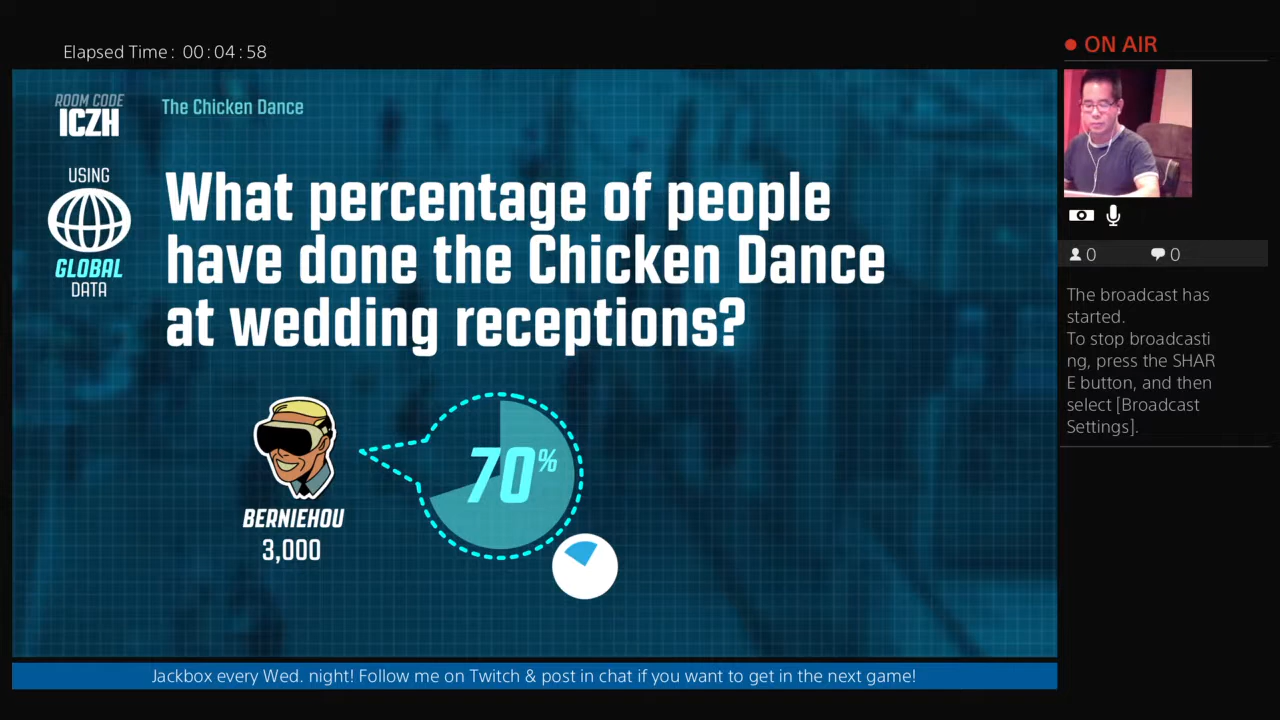 Elapsed Time: 00:04:58
ON AIR
ROOM CODE
ICZH
The Chicken Dance
USING
GLOBAL
DATA
What percentage of people
have done the Chicken Dance
at wedding receptions?
70%
BERNIEHOU
3,000
0 0
The broadcast has
started.
To stop broadcasti
ng, press the SHAR
E button, and then
select [Broadcast
Settings].
Jackbox every Wed. night! Follow me on Twitch & post in chat if you want to get in the next game!